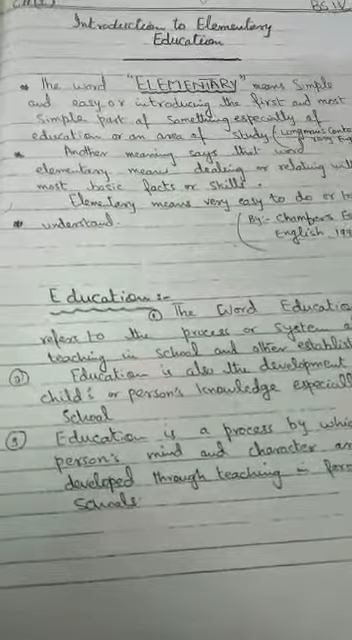 BS IV
Introduction to Elementary
Education
The word "ELEMENTARY" means Simple
and easy or introducing the first and most
simple part of something especially of
education or an area of study (Longman's
Another meaning says that word
elementary means dealing or relating with
most basic facts or skills.
Elementary means very easy to do or
understand. (By:- Chambers
English
Education:-
① The Word Education
refers to the process or system
teaching in school and other
② Education is also the development
child's or person's knowledge especially
School
③ Education is a process by
person's mind and character
developed through teaching in
schools.